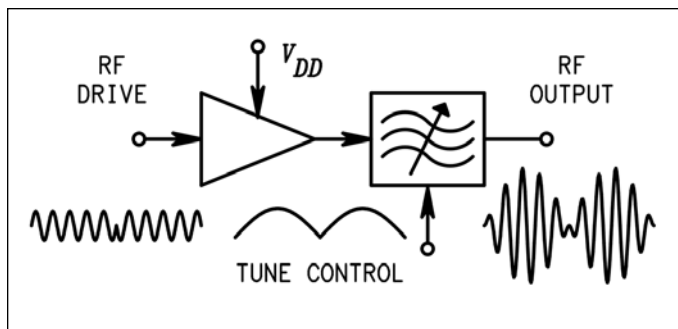 RF
DRIVE
V_DD
RF
OUTPUT
TUNE CONTROL